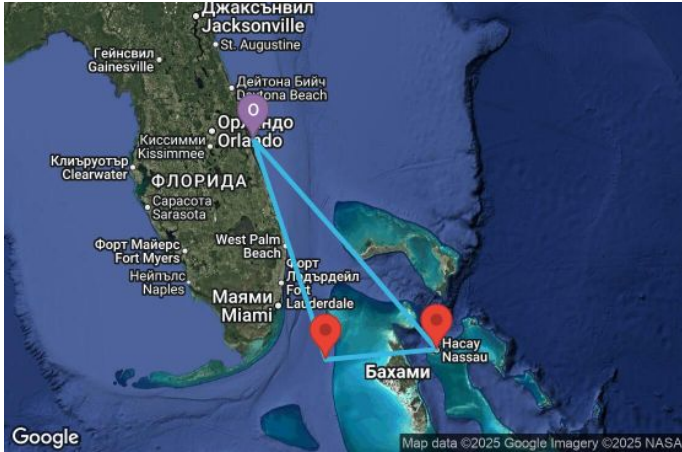 Джаксънвил
Jacksonville
St. Augustine
Гейнсвил
Gainesville
Дейтона Бийч
Daytona Beach
O
Орландо
Orlando
Киссимми
Kissimmee
Клиъруотър
Clearwater
ФЛОРИДА
Сарасота
Sarasota
Форт Майерс
Fort Myers
West Palm
Beach
Нейпълс
Naples
Форт
Лодърдейл
Fort
Lauderdale
Маями
Miami
Насау
Nassau
Бахами
Google
Map data ©2025 Google Imagery ©2025 NASA